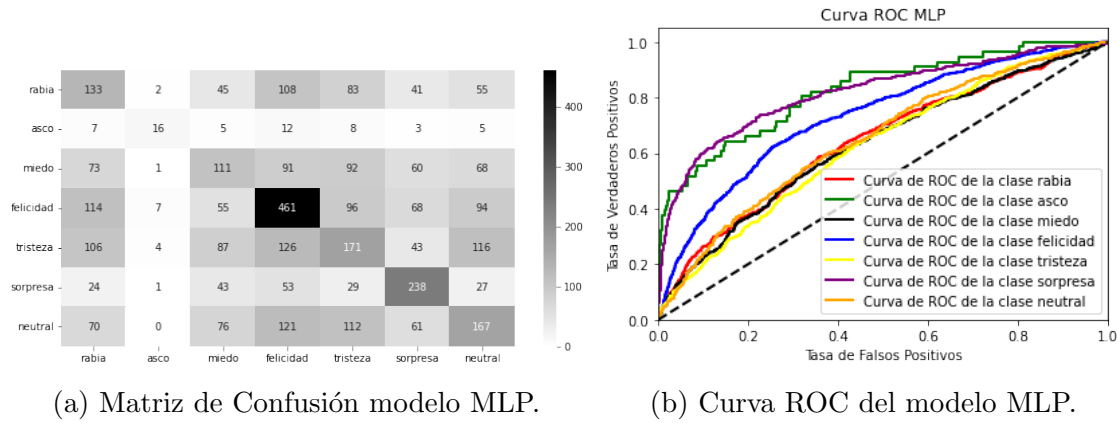 rabia 133 2 45 108 83 41 55
asco 7 16 5 12 8 3 5
miedo 73 1 111 91 92 60 68
felicidad 114 7 55 461 96 68 94
tristeza 106 4 87 126 171 43 116
sorpresa 24 1 43 53 29 238 27
neutral 70 0 76 121 112 61 167
rabia asco miedo felicidad tristeza sorpresa neutral
400
300
200
100
0
(a) Matriz de Confusión modelo MLP.
Curva ROC MLP
Tasa de Verdaderos Positivos
1.0
0.8
0.6
0.4
0.2
0.0
Curva de ROC de la clase rabia
Curva de ROC de la clase asco
Curva de ROC de la clase miedo
Curva de ROC de la clase felicidad
Curva de ROC de la clase tristeza
Curva de ROC de la clase sorpresa
Curva de ROC de la clase neutral
0.0 0.2 0.4 0.6 0.8 1.0
Tasa de Falsos Positivos
(b) Curva ROC del modelo MLP.